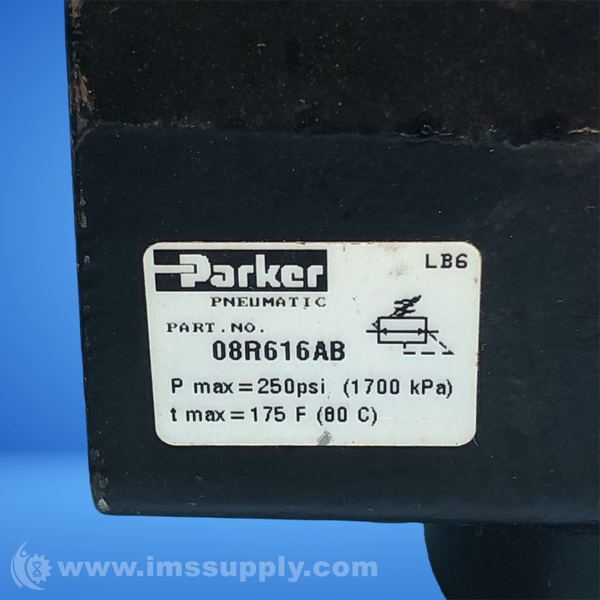 Parker
LB6
PNEUMATIC
PART.NO.
08R616AB
P max=250psi (1700 kPa)
t max=175 F (80 C)
www.imssupply.com